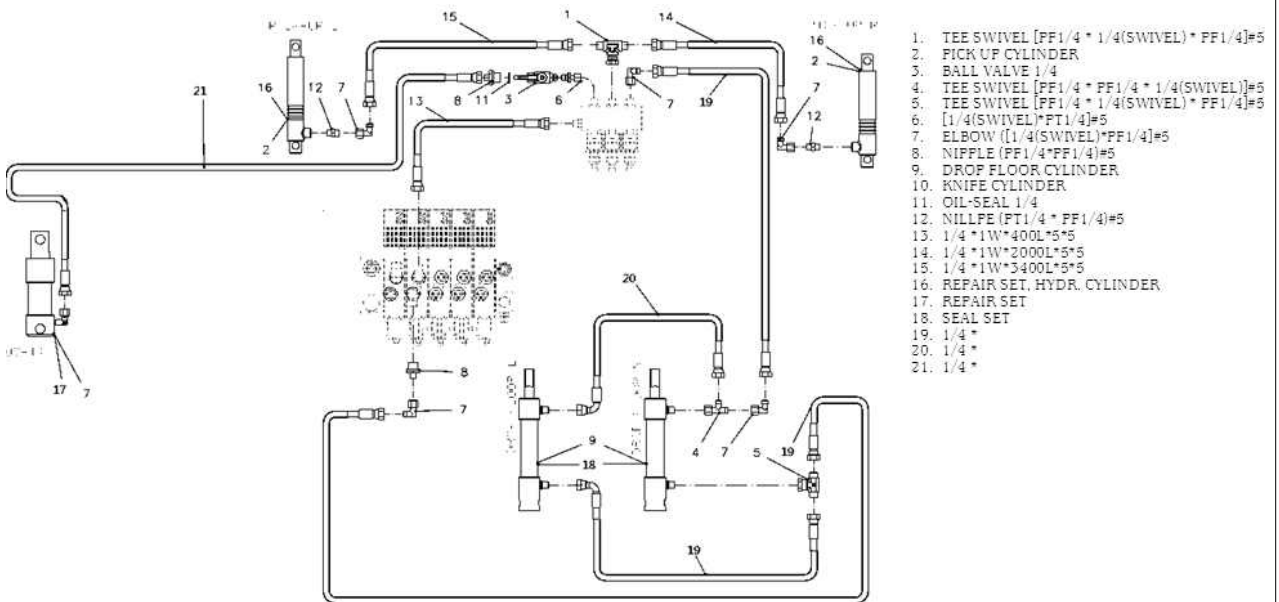 15
1
14
16
2
12
7
16
2
21
13
8
11
3
6
7
19
7
12
20
17
7
8
7
9
18
4
7
5
19
19
1. TEE SWIVEL [PF1/4 * 1/4(SWIVEL) * PF1/4]#5
2. PICK UP CYLINDER
3. BALL VALVE 1/4
4. TEE SWIVEL [PF1/4 * PF1/4 * 1/4(SWIVEL)]#5
5. TEE SWIVEL [PF1/4 * 1/4(SWIVEL) * PF1/4]#5
6. [1/4(SWIVEL)*PT1/4]#5
7. ELBOW ([1/4(SWIVEL)*PF1/4]#5
8. NIPPLE (PF1/4*PF1/4)#5
9. DROP FLOOR CYLINDER
10. KNIFE CYLINDER
11. OIL-SEAL 1/4
12. NILLPE (PT1/4 * PF1/4)#5
13. 1/4 *1W*400L*5*5
14. 1/4 *1W*2000L*5*5
15. 1/4 *1W*3400L*5*5
16. REPAIR SET, HYDR. CYLINDER
17. REPAIR SET
18. SEAL SET
19. 1/4 *
20. 1/4 *
21. 1/4 *